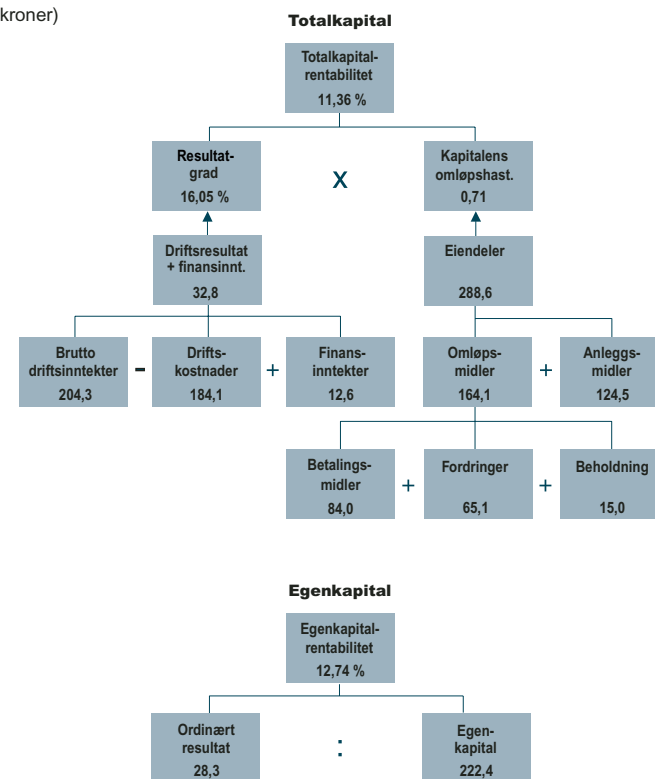 kroner)
Totalkapital
Totalkapital-
rentabilitet
11,36 %
Resultat-
grad
16,05 %
X
Kapitalens
omløpshast.
0,71
Driftsresultat
+ finansinnt.
32,8
Eiendeler
288,6
Brutto
driftsinntekter
204,3
-
Drifts-
kostnader
184,1
+
Finans-
inntekter
12,6
Omløps-
midler
164,1
+
Anleggs-
midler
124,5
Betalings-
midler
84,0
+
Fordringer
65,1
+
Beholdning
15,0
Egenkapital
Egenkapital-
rentabilitet
12,74 %
Ordinært
resultat
28,3
:
Egen-
kapital
222,4